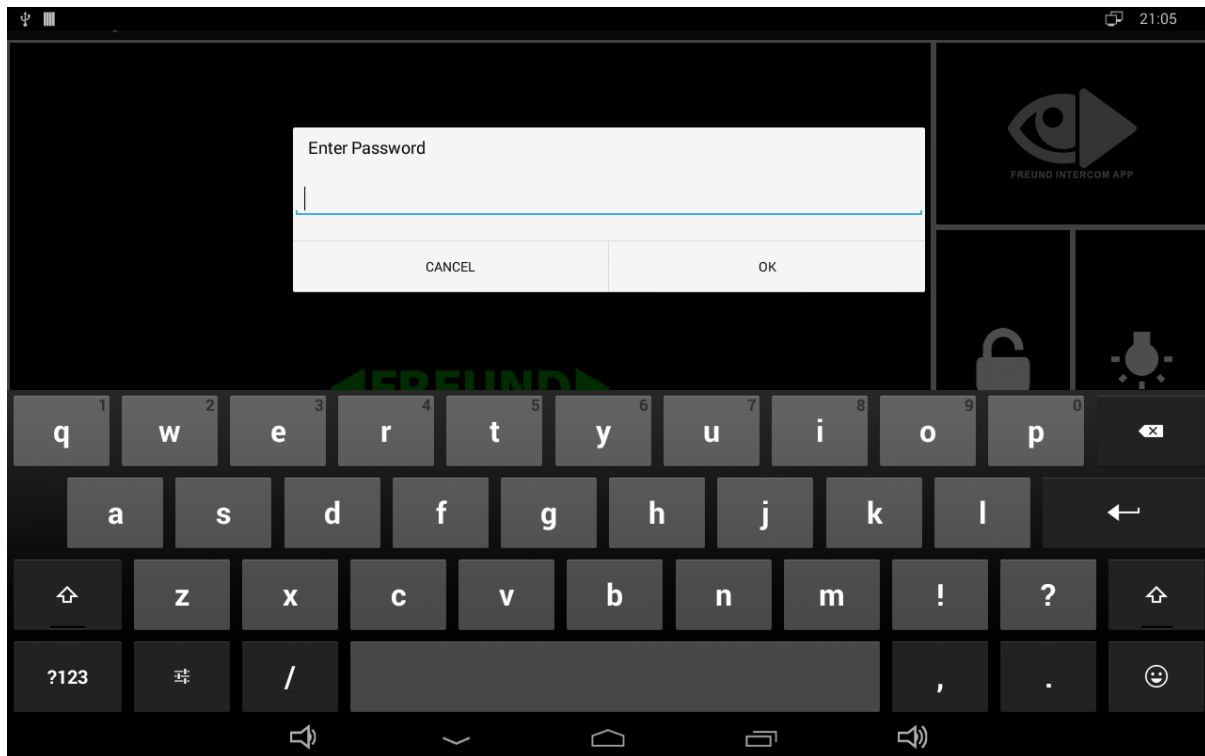 21:05
Enter Password
CANCEL OK
FREUND INTERCOM APP
FREUND
1 2 3 4 5 6 7 8 9 0
q w e r t y u i o p
a s d f g h j k l
z x c v b n m ! ?
?123 / , .